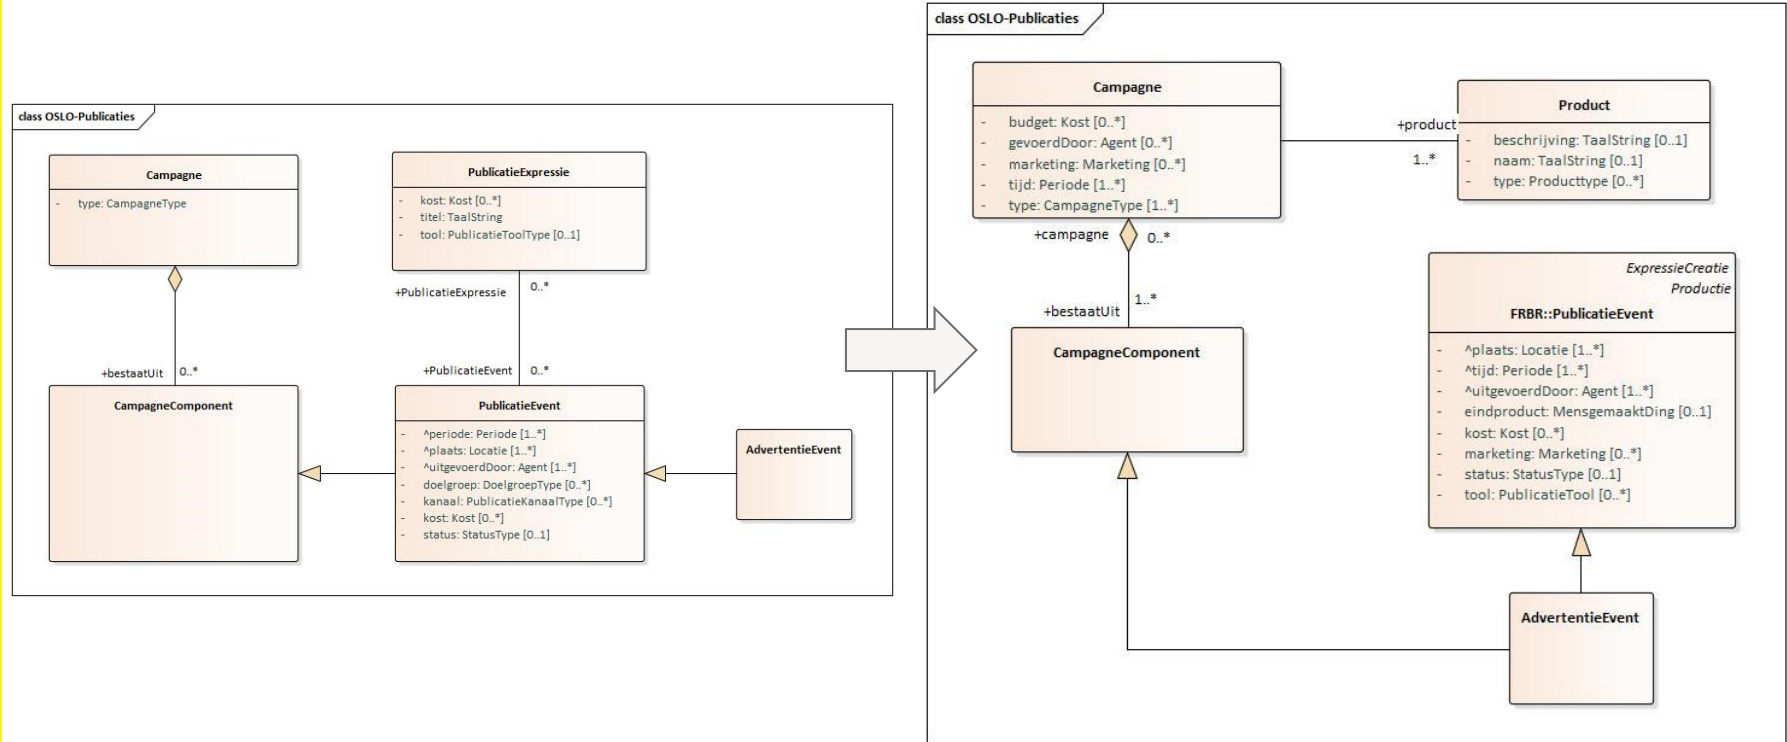 class OSLO-Publicaties
Campagne
- type: CampagneType
PublicatieExpressie
- kost: Kost [0..*]
- titel: TaalString
- tool: PublicatieToolType [0..1]
+PublicatieExpressie
0..*
+bestaatUit
0..*
+PublicatieEvent
0..*
CampagneComponent
PublicatieEvent
- ^periode: Periode [1..*]
- ^plaats: Locatie [1..*]
- ^uitgevoerdDoor: Agent [1..*]
- doelgroep: DoelgroepType [0..*]
- kanaal: PublicatieKanaalType [0..*]
- kost: Kost [0..*]
- status: StatusType [0..1]
AdvertentieEvent
class OSLO-Publicaties
Campagne
- budget: Kost [0..*]
- gevoerdDoor: Agent [0..*]
- marketing: Marketing [0..*]
- tijd: Periode [1..*]
- type: CampagneType [1..*]
+product
1..*
Product
- beschrijving: TaalString [0..1]
- naam: TaalString [0..1]
- type: Producttype [0..*]
+campagne
0..*
1..*
+bestaatUit
CampagneComponent
ExpressieCreatie
Productie
FRBR::PublicatieEvent
- ^plaats: Locatie [1..*]
- ^tijd: Periode [1..*]
- ^uitgevoerdDoor: Agent [1..*]
- eindproduct: MensgemaaktDing [0..1]
- kost: Kost [0..*]
- marketing: Marketing [0..*]
- status: StatusType [0..1]
- tool: PublicatieTool [0..*]
AdvertentieEvent